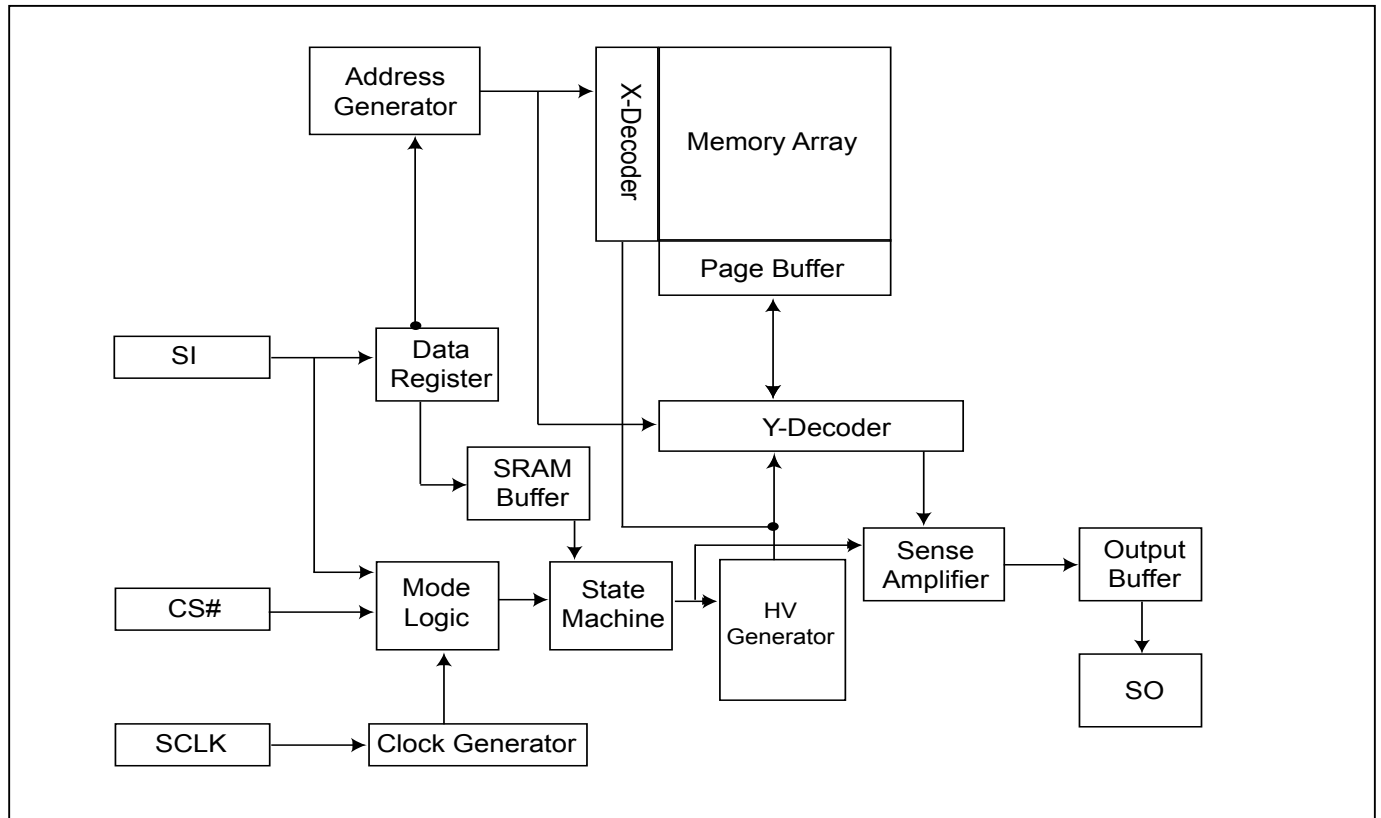 Address
Generator
X-Decoder
Memory Array
Page Buffer
SI
Data
Register
Y-Decoder
SRAM
Buffer
Sense
Amplifier
Output
Buffer
CS#
Mode
Logic
State
Machine
HV
Generator
SO
SCLK
Clock Generator